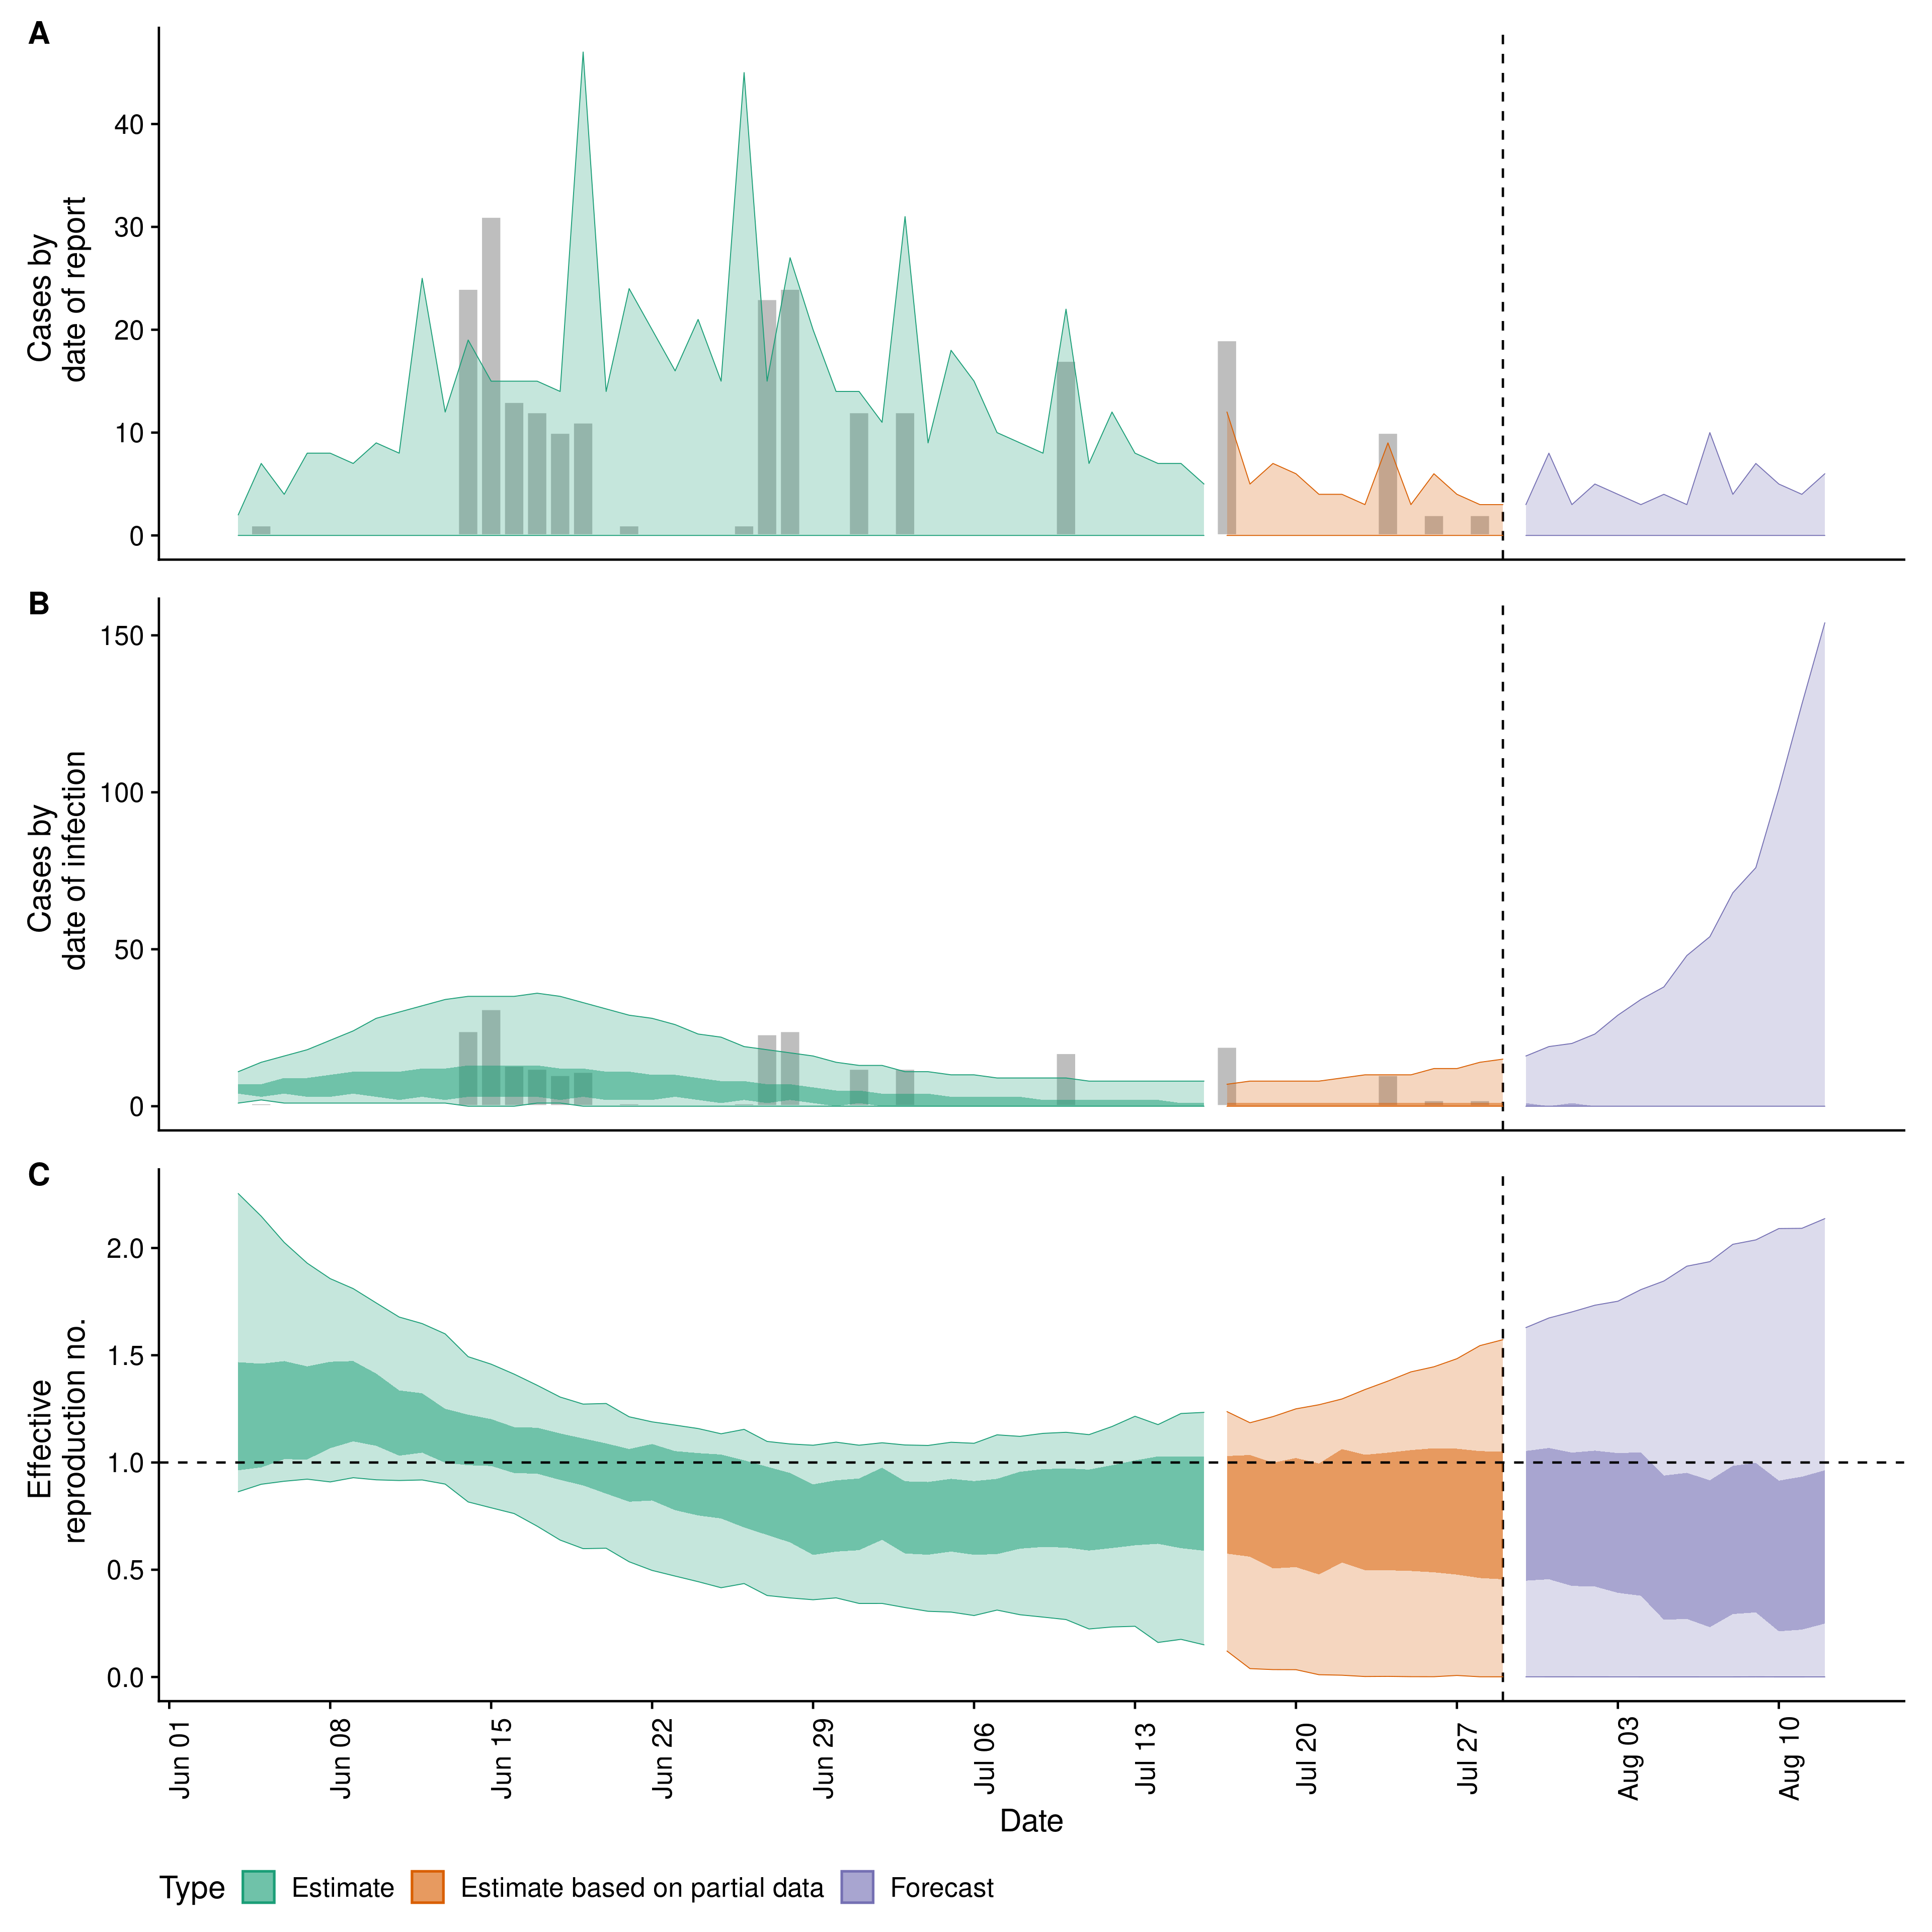 A
Cases by
date of report
40
30
20
10
0
B
Cases by
date of infection
150
100
50
0
C
Effective
reproduction no.
2.0
1.5
1.0
0.5
0.0
Jun 01
Jun 08
Jun 15
Jun 22
Jun 29
Jul 06
Jul 13
Jul 20
Jul 27
Aug 03
Aug 10
Date
Type Estimate Estimate based on partial data Forecast